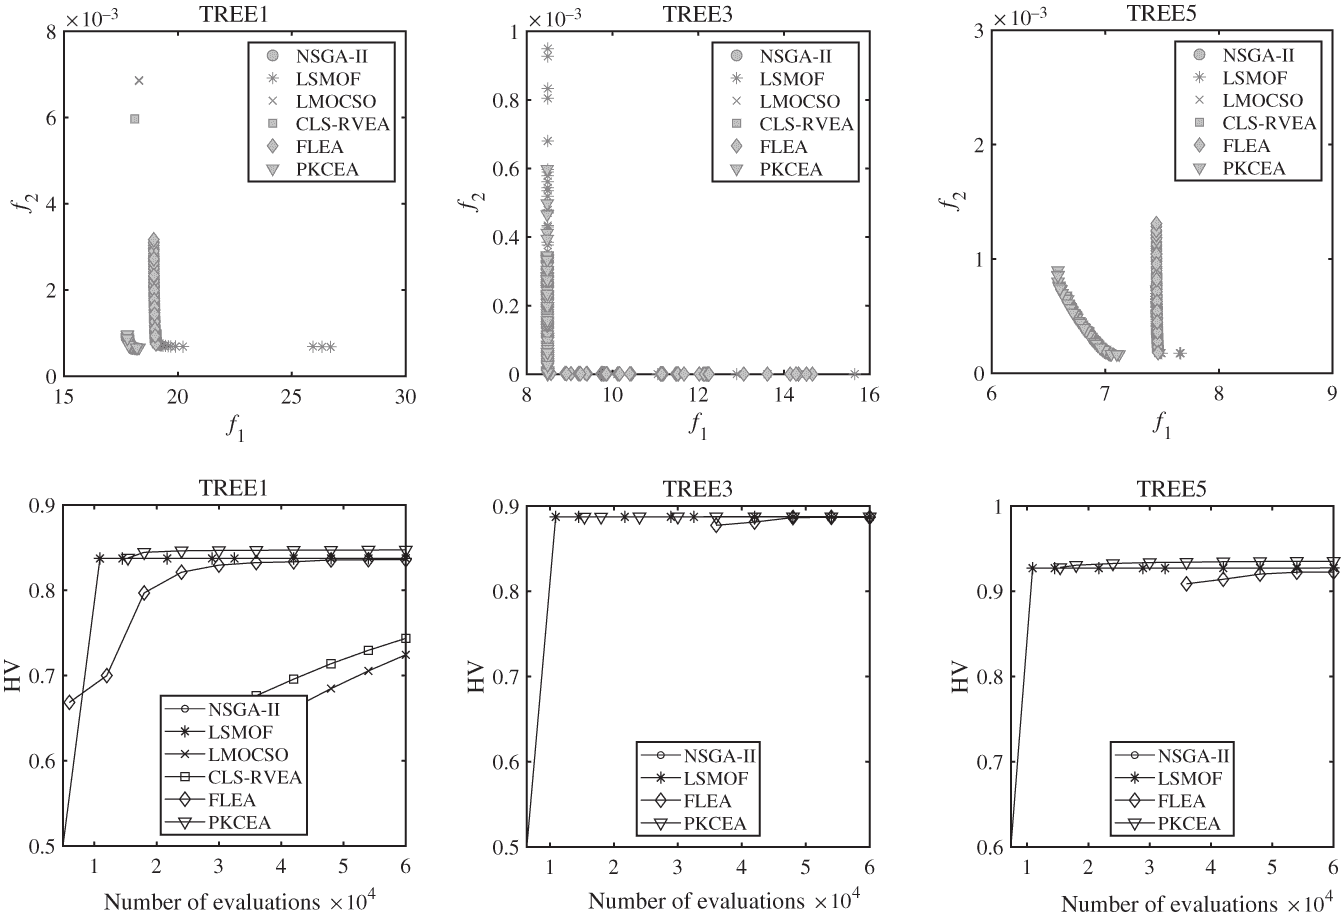 TREE1
×10⁻³
8
6
4
2
0
f₂
15
20
25
30
f₁
NSGA-II
LSMOF
LMOCSO
CLS-RVEA
FLEA
PKCEA
TREE3
×10⁻³
1
0.8
0.6
0.4
0.2
0
f₂
8
10
12
14
16
f₁
NSGA-II
LSMOF
LMOCSO
CLS-RVEA
FLEA
PKCEA
TREE5
×10⁻³
3
2
1
0
f₂
6
7
8
9
f₁
NSGA-II
LSMOF
LMOCSO
CLS-RVEA
FLEA
PKCEA
TREE1
0.9
0.8
0.7
0.6
0.5
HV
NSGA-II
LSMOF
LMOCSO
CLS-RVEA
FLEA
PKCEA
1
2
3
4
5
6
Number of evaluations ×10⁴
TREE3
0.9
0.8
0.7
0.6
0.5
HV
NSGA-II
LSMOF
FLEA
PKCEA
1
2
3
4
5
6
Number of evaluations ×10⁴
TREE5
1
0.9
0.8
0.7
0.6
HV
NSGA-II
LSMOF
FLEA
PKCEA
1
2
3
4
5
6
Number of evaluations ×10⁴